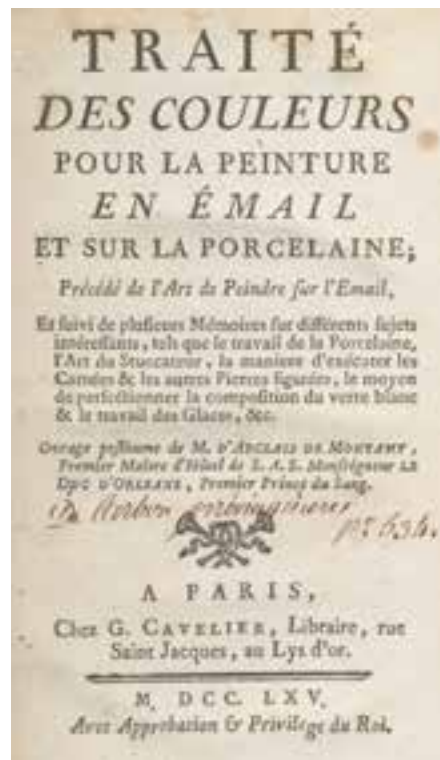 TRAITÉ
DES COULEURS
POUR LA PEINTURE
EN ÉMAIL
ET SUR LA PORCELAINE;
Précédé de l'Art de Peindre ſur l'Email,
Et ſuivi de pluſieurs Mémoires ſur différents ſujets
intéreſſants, tels que le travail de la Porcelaine,
l'Art du Stuccateur, la maniere d'exécuter les
Camées & les autres Pierres figurées, le moyen
de perfectionner la compoſition du verre blanc
& le travail des Glaces, &c.
Ouvrage poſthume de M. D'ARCLAIS DE MONTAMY,
Premier Maître d'Hôtel de S. A. S. Monſeigneur LE
DUC D'ORLEANS, Premier Prince du Sang.
A PARIS,
Chez G. CAVELIER, Libraire, rue
Saint Jacques, au Lys d'or.
M. DCC. LXV.
Avec Approbation & Privilege du Roi.